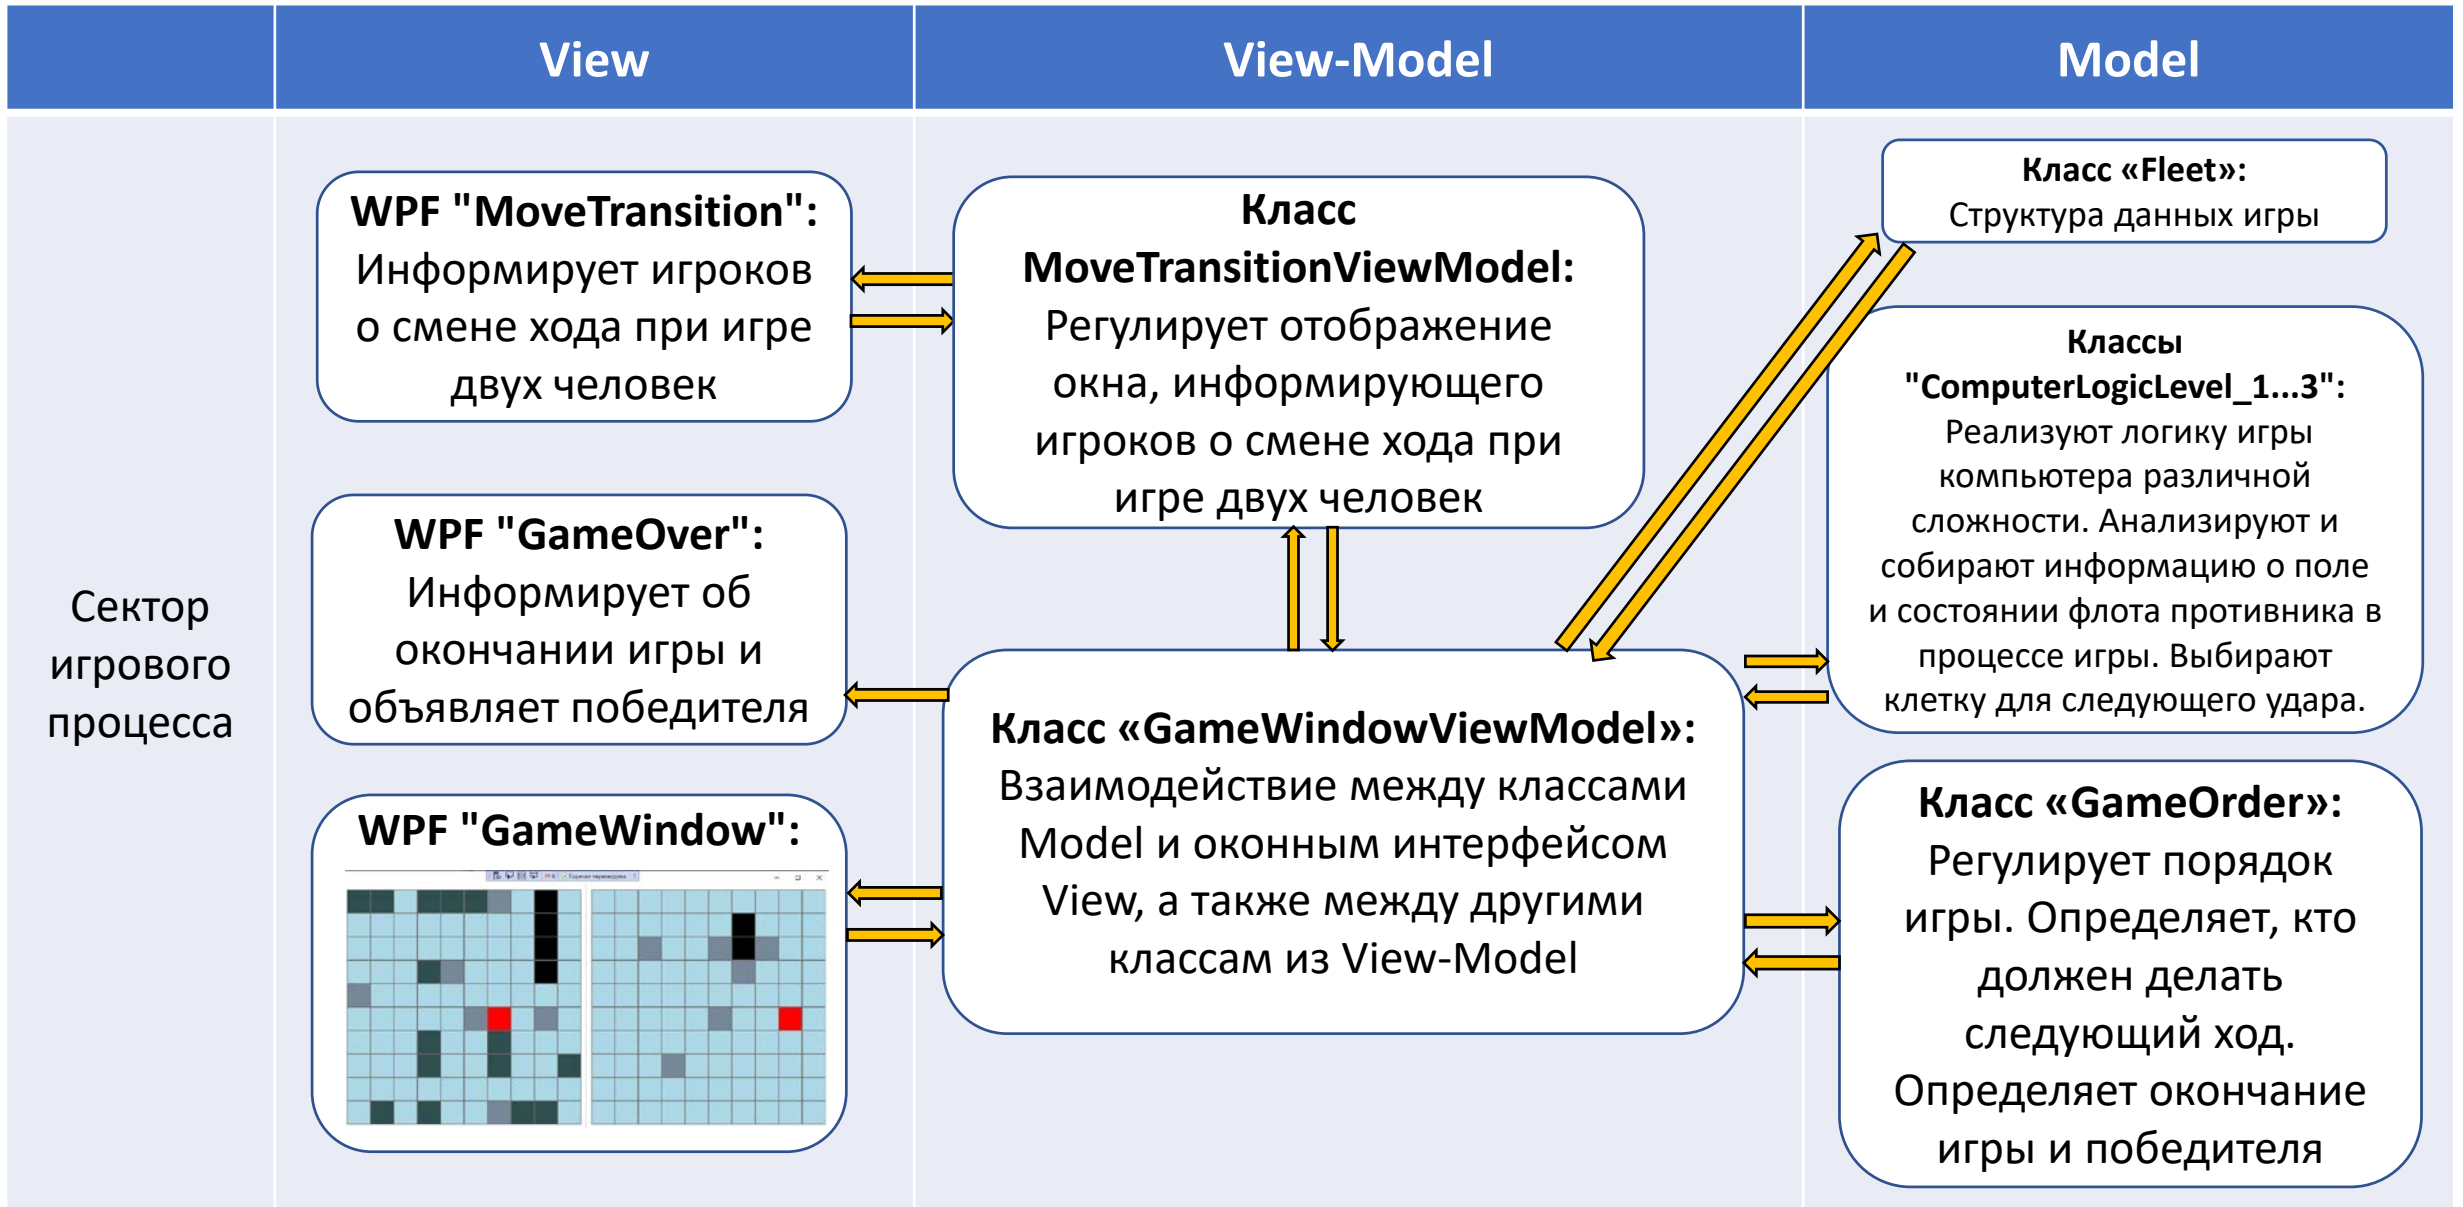 View
View-Model
Model
Сектор
игрового
процесса
WPF "MoveTransition":
Информирует игроков
о смене хода при игре
двух человек
WPF "GameOver":
Информирует об
окончании игры и
объявляет победителя
WPF "GameWindow":
Класс
MoveTransitionViewModel:
Регулирует отображение
окна, информирующего
игроков о смене хода при
игре двух человек
Класс «GameWindowViewModel»:
Взаимодействие между классами
Model и оконным интерфейсом
View, а также между другими
классам из View-Model
Класс «Fleet»:
Структура данных игры
Классы
"ComputerLogicLevel_1...3":
Реализуют логику игры
компьютера различной
сложности. Анализируют и
собирают информацию о поле
и состоянии флота противника в
процессе игры. Выбирают
клетку для следующего удара.
Класс «GameOrder»:
Регулирует порядок
игры. Определяет, кто
должен делать
следующий ход.
Определяет окончание
игры и победителя